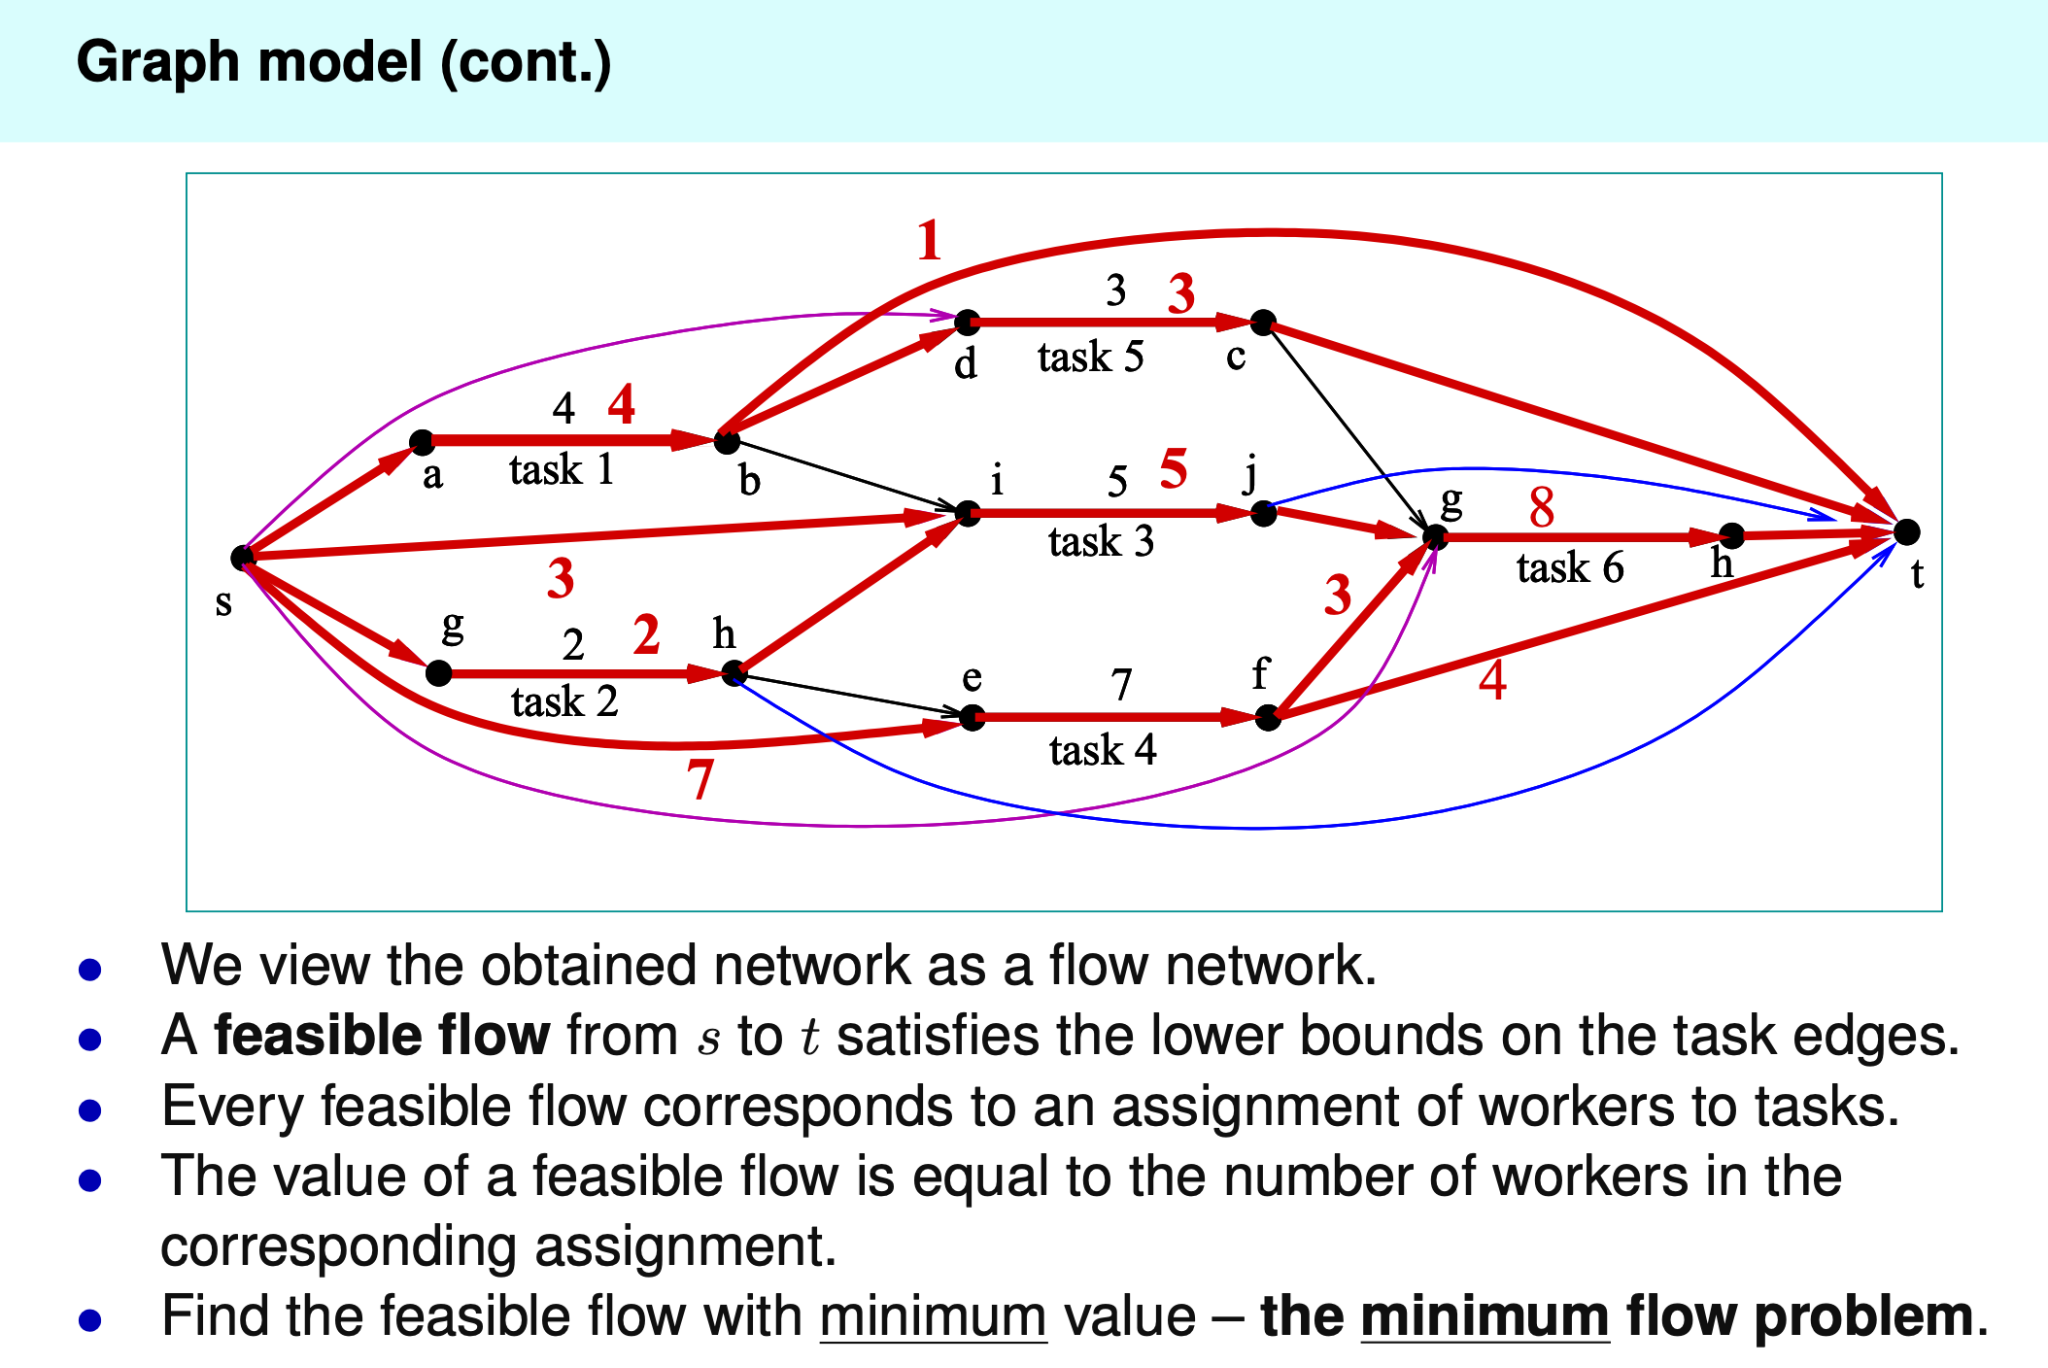 Graph model (cont.)
1
3 3
d task 5 c
4 4
a task 1 b
i 5 5 j
task 3
g 8
task 6 h
t
s
3
3
g 2 2 h
task 2
e 7 f
task 4
4
7
• We view the obtained network as a flow network.
• A feasible flow from s to t satisfies the lower bounds on the task edges.
• Every feasible flow corresponds to an assignment of workers to tasks.
• The value of a feasible flow is equal to the number of workers in the
corresponding assignment.
• Find the feasible flow with minimum value – the minimum flow problem.